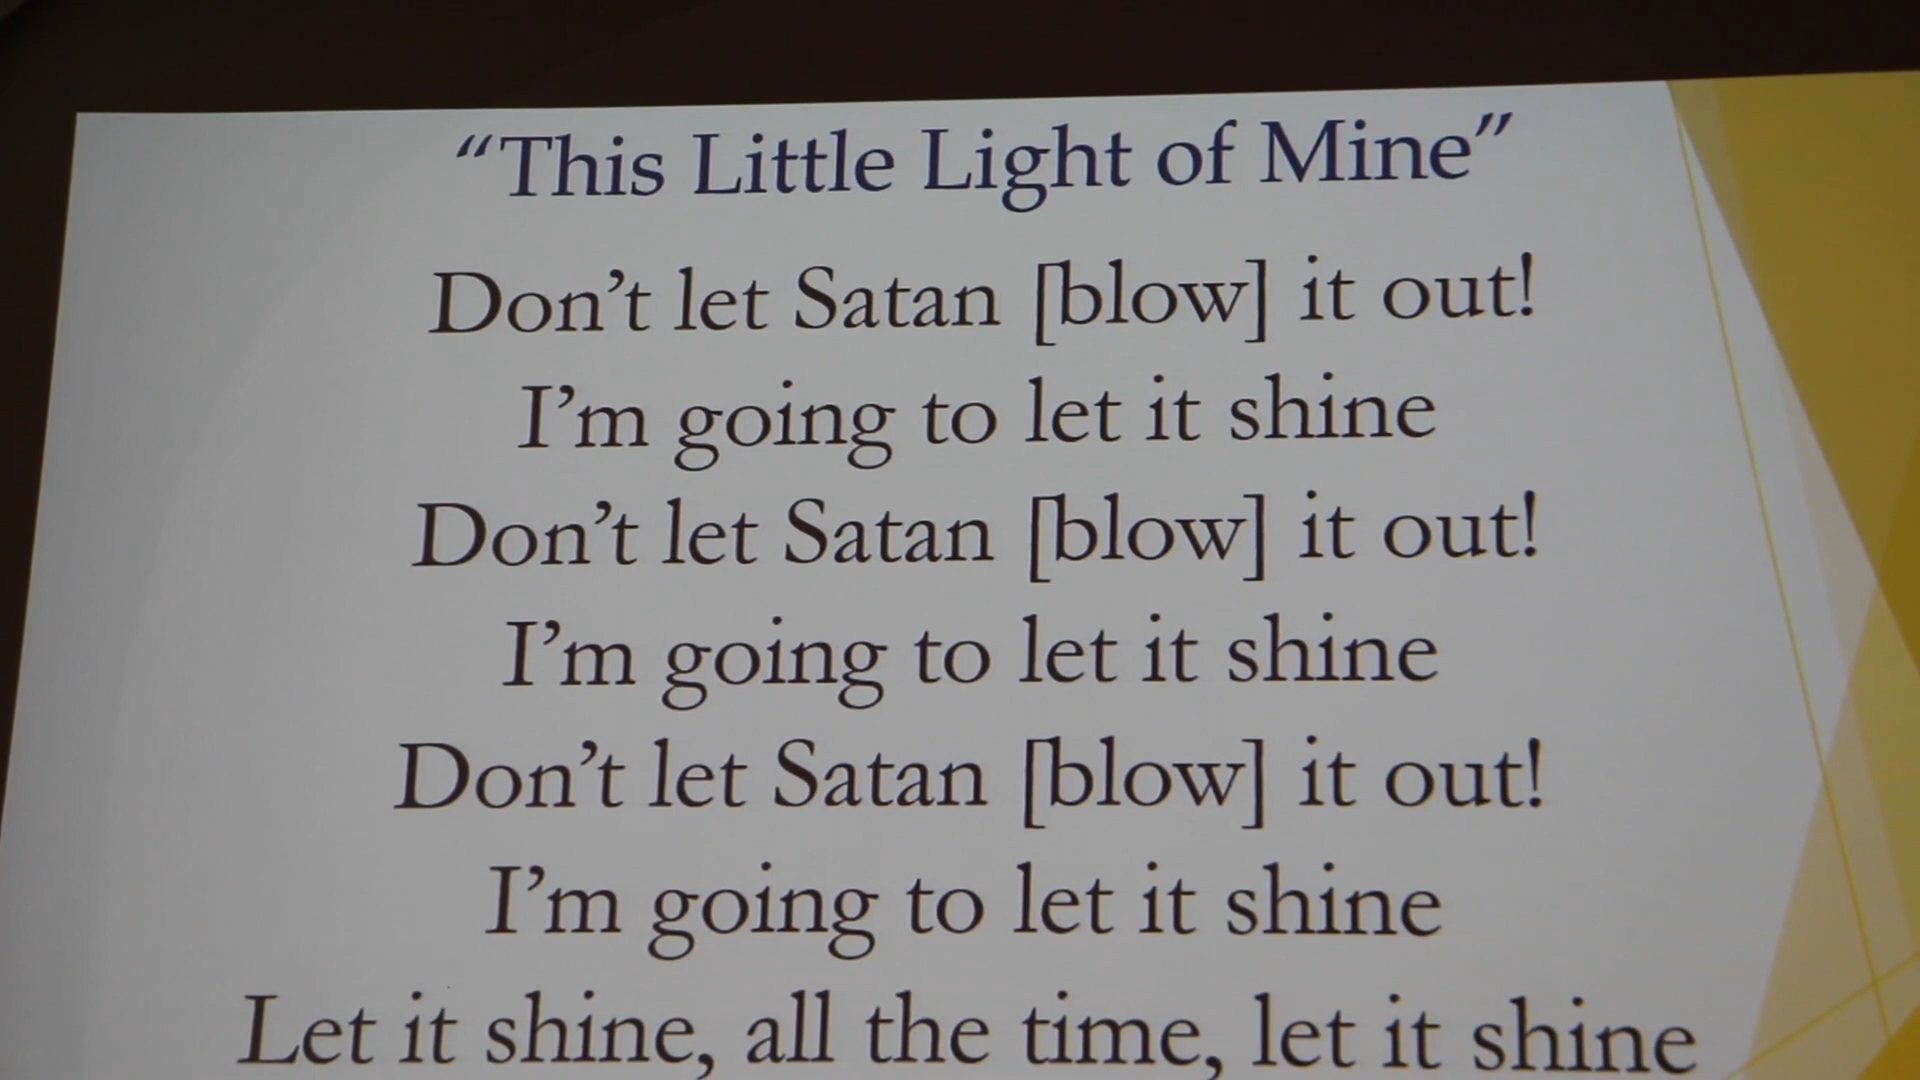 “This Little Light of Mine”
Don’t let Satan [blow] it out!
I’m going to let it shine
Don’t let Satan [blow] it out!
I’m going to let it shine
Don’t let Satan [blow] it out!
I’m going to let it shine
Let it shine, all the time, let it shine